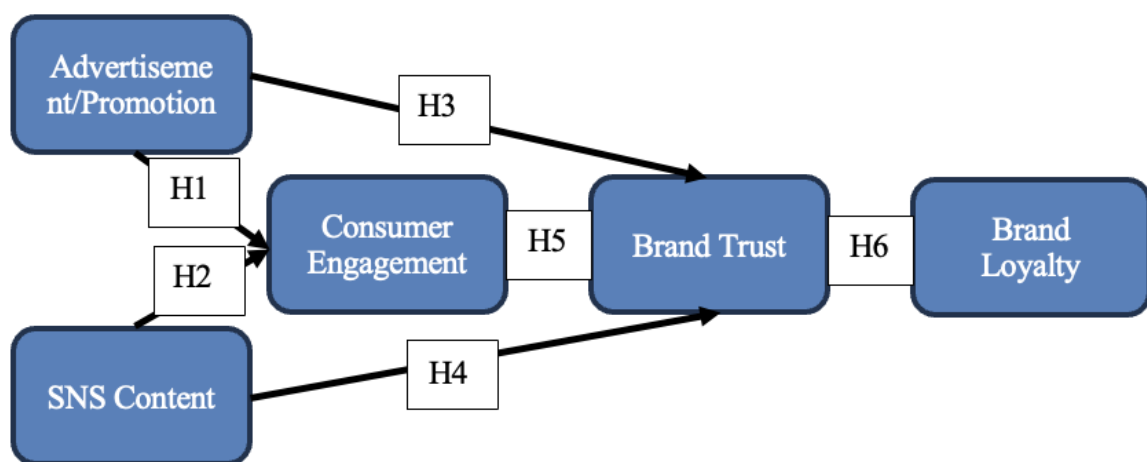 Advertiseme
nt/Promotion
H3
H1
Consumer
Engagement
H5
Brand Trust
H6
Brand
Loyalty
H2
SNS Content
H4